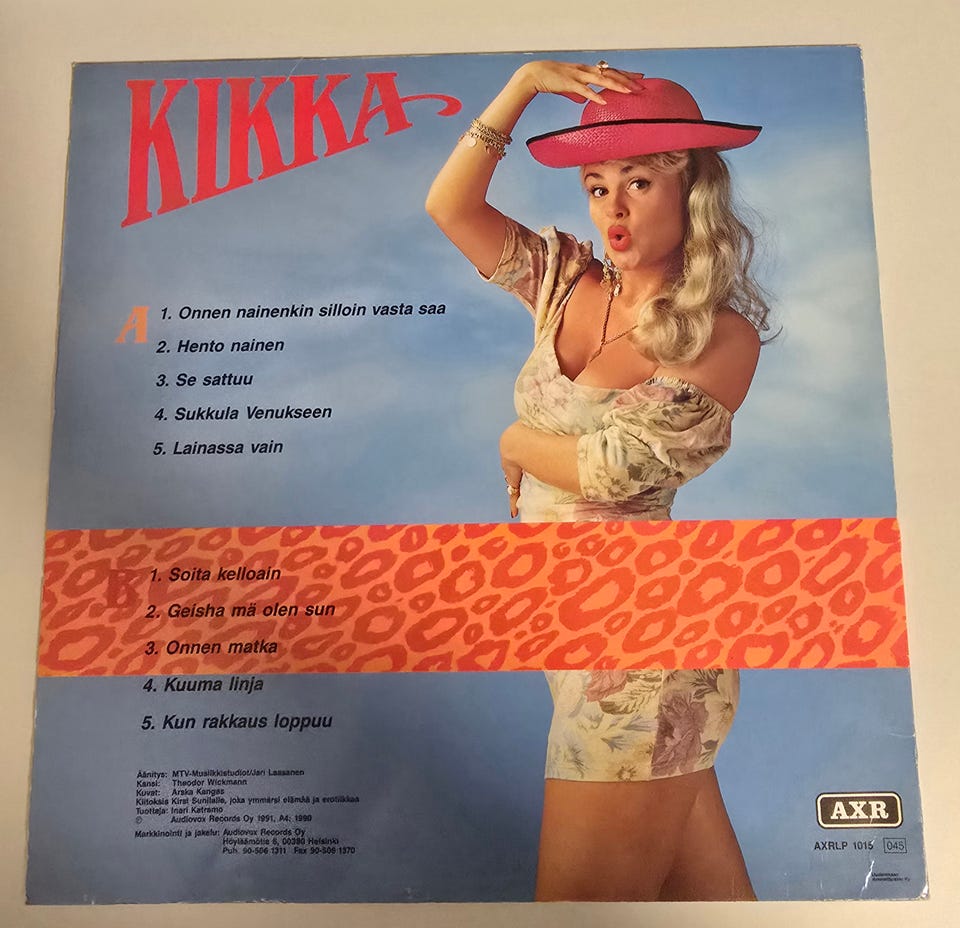 KIKKA
A
1. Onnen nainenkin silloin vasta saa
2. Hento nainen
3. Se sattuu
4. Sukkula Venukseen
5. Lainassa vain
B
1. Soita kelloain
2. Geisha mä olen sun
3. Onnen matka
4. Kuuma linja
5. Kun rakkaus loppuu
Äänitys: MTV-Musiikkistudiot/Jari Laasanen
Kansi: Theodor Wickmann
Kuvat: Arska Kangas
Kiitoksia Kirsi Sunilalle, joka ymmärsi elämää ja erotiikkaa
Tuottaja: Inari Katramo
Ⓟ Audiovox Records Oy 1991, A4: 1990
Markkinointi ja jakelu: Audiovox Records Oy
Höyläämötie 6, 00380 Helsinki
Puh. 90-506 1311 Fax 90-506 1370
AXR
AXRLP 1015 045